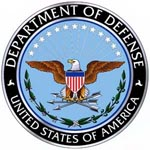 DEPARTMENT OF DEFENSE
UNITED STATES OF AMERICA